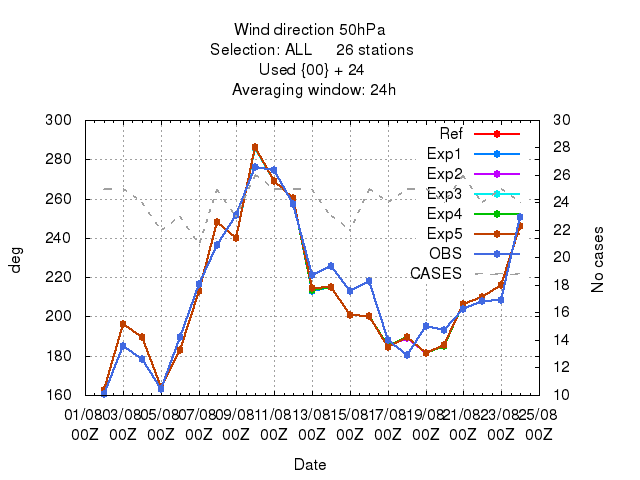 Wind direction 50hPa
Selection: ALL 26 stations
Used {00} + 24
Averaging window: 24h
300 30
280 28
260 26
240 24
220 22
200 20
180 18
160 16
14
12
10
deg
No cases
Ref
Exp1
Exp2
Exp3
Exp4
Exp5
OBS
CASES
01/08 03/08 05/08 07/08 09/08 11/08 13/08 15/08 17/08 19/08 21/08 23/08 25/08
00Z 00Z 00Z 00Z 00Z 00Z 00Z 00Z 00Z 00Z 00Z 00Z 00Z
Date